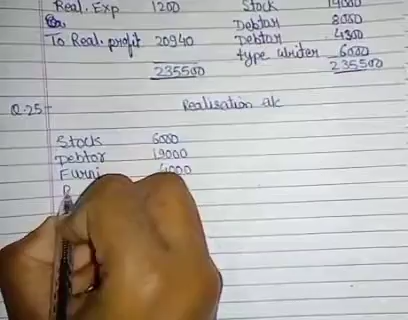 Real. Exp 1200 Stock 19000
Debtor 8000
To Real. profit 20940 Debtor 4300
type writer 6000
235500 235500
Q.25 Realisation a/c
Stock 6000
Debtor 19000
Furni 4000
P